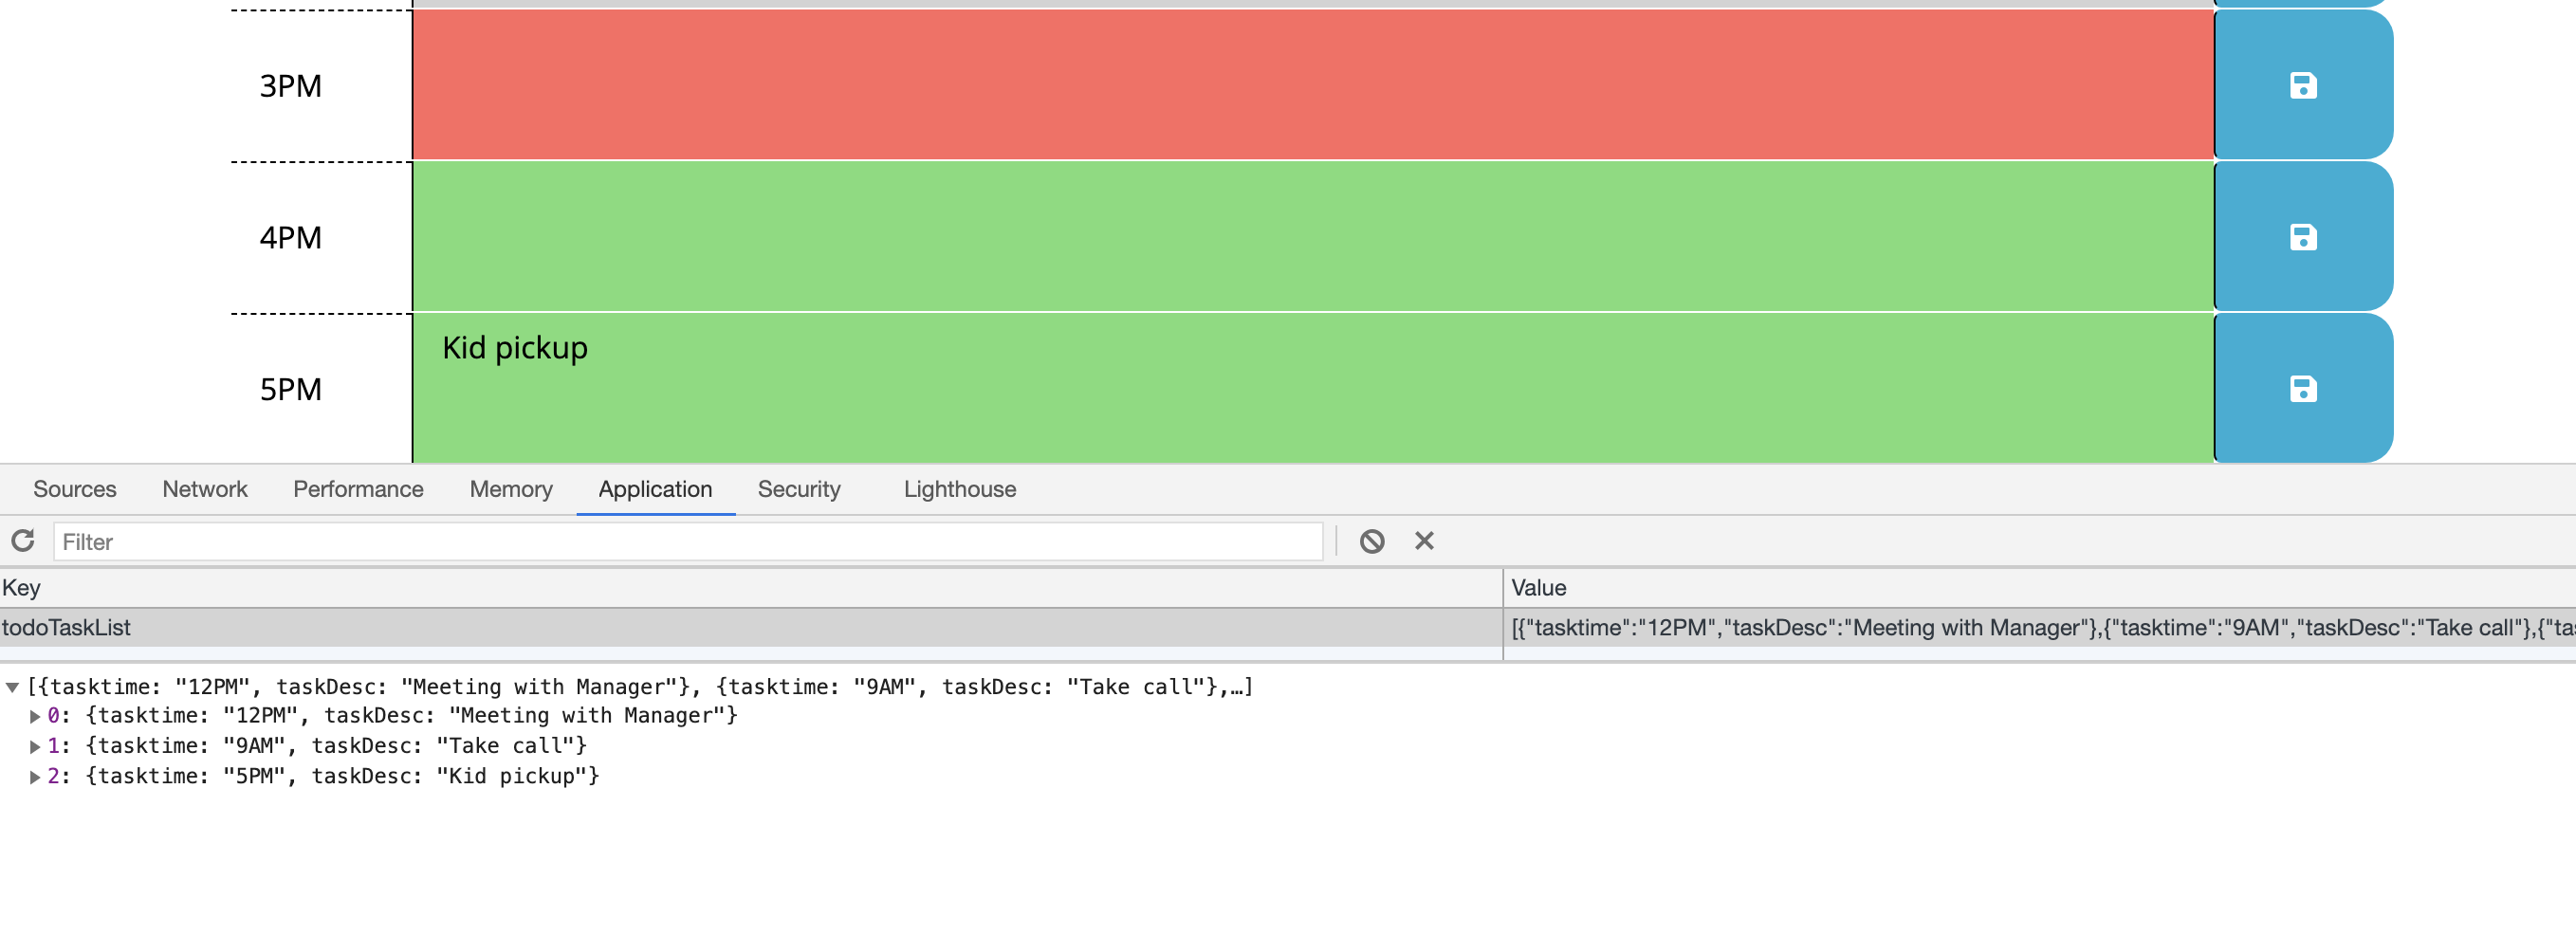 3PM
4PM
Kid pickup
5PM
Sources Network Performance Memory Application Security Lighthouse
Filter
Key Value
todoTaskList [{"tasktime":"12PM","taskDesc":"Meeting with Manager"},{"tasktime":"9AM","taskDesc":"Take call"},{"tas
[{tasktime: "12PM", taskDesc: "Meeting with Manager"}, {tasktime: "9AM", taskDesc: "Take call"},…]
0: {tasktime: "12PM", taskDesc: "Meeting with Manager"}
1: {tasktime: "9AM", taskDesc: "Take call"}
2: {tasktime: "5PM", taskDesc: "Kid pickup"}